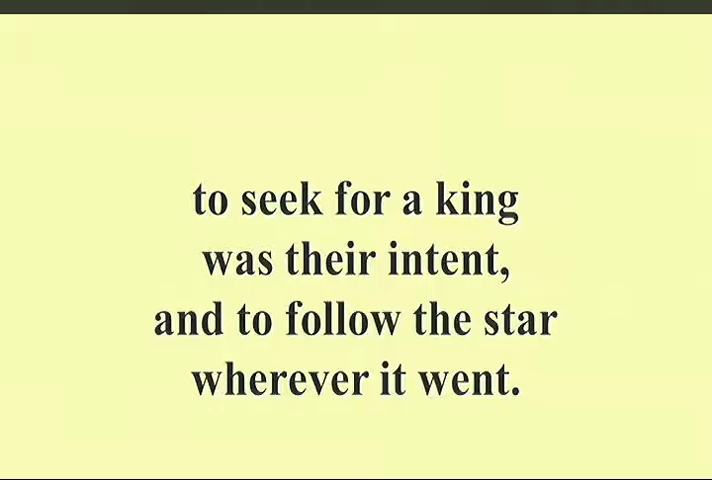 to seek for a king
was their intent,
and to follow the star
wherever it went.